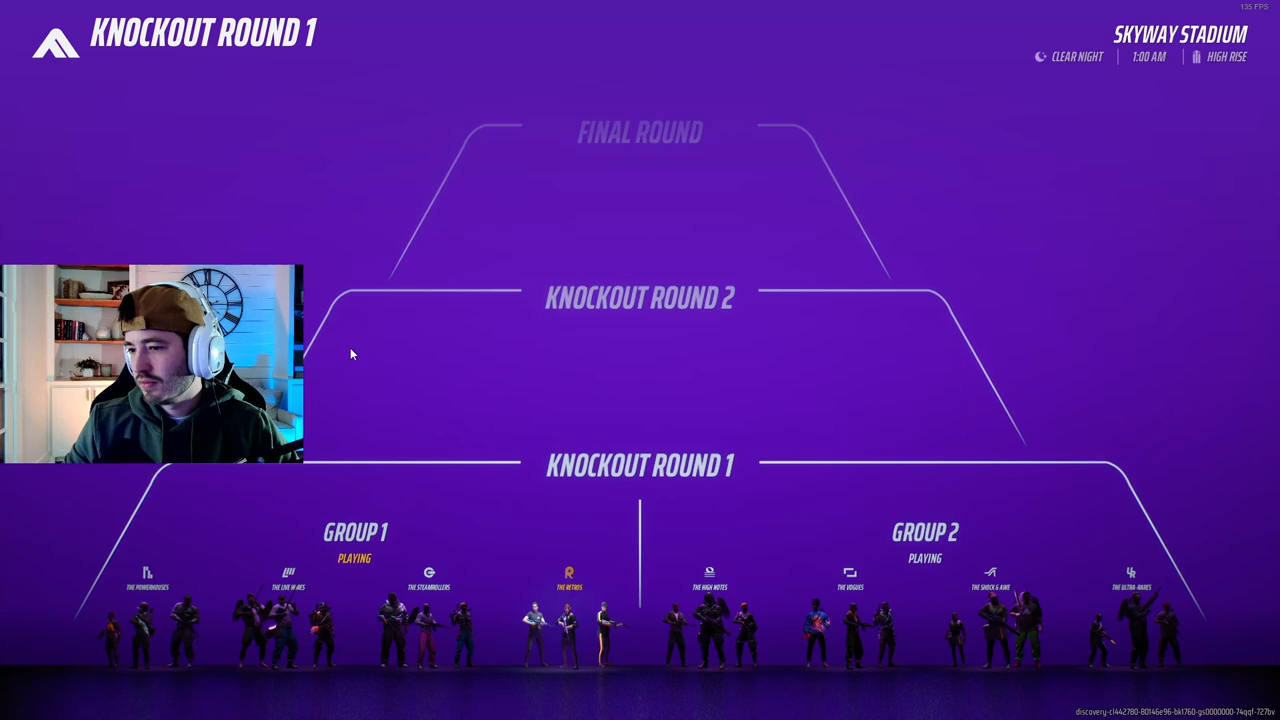 135 FPS
KNOCKOUT ROUND 1
SKYWAY STADIUM
CLEAR NIGHT
1:00 AM
HIGH RISE
FINAL ROUND
KNOCKOUT ROUND 2
KNOCKOUT ROUND 1
GROUP 1
PLAYING
GROUP 2
PLAYING
THE POWERHOUSES
THE LIVE WIRES
THE STEAMROLLERS
THE RETROS
THE HIGH NOTES
THE VOGUES
THE SHOCK & AWE
THE ULTRA-RARES